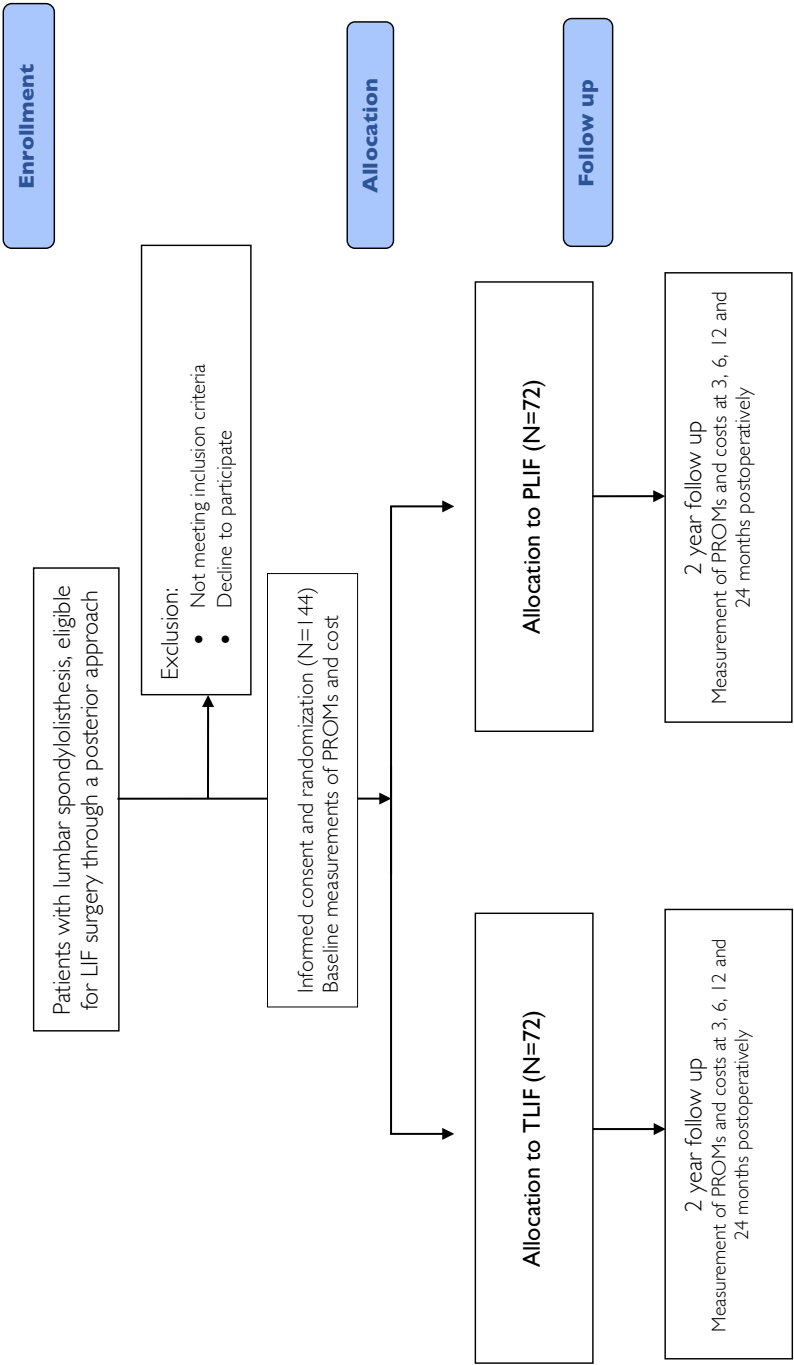 Enrollment
Patients with lumbar spondylolisthesis, eligible
for LIF surgery through a posterior approach
Exclusion:
• Not meeting inclusion criteria
• Decline to participate
Informed consent and randomization (N=144)
Baseline measurements of PROMs and cost
Allocation
Allocation to TLIF (N=72)
Allocation to PLIF (N=72)
Follow up
2 year follow up
Measurement of PROMs and costs at 3, 6, 12 and
24 months postoperatively
2 year follow up
Measurement of PROMs and costs at 3, 6, 12 and
24 months postoperatively